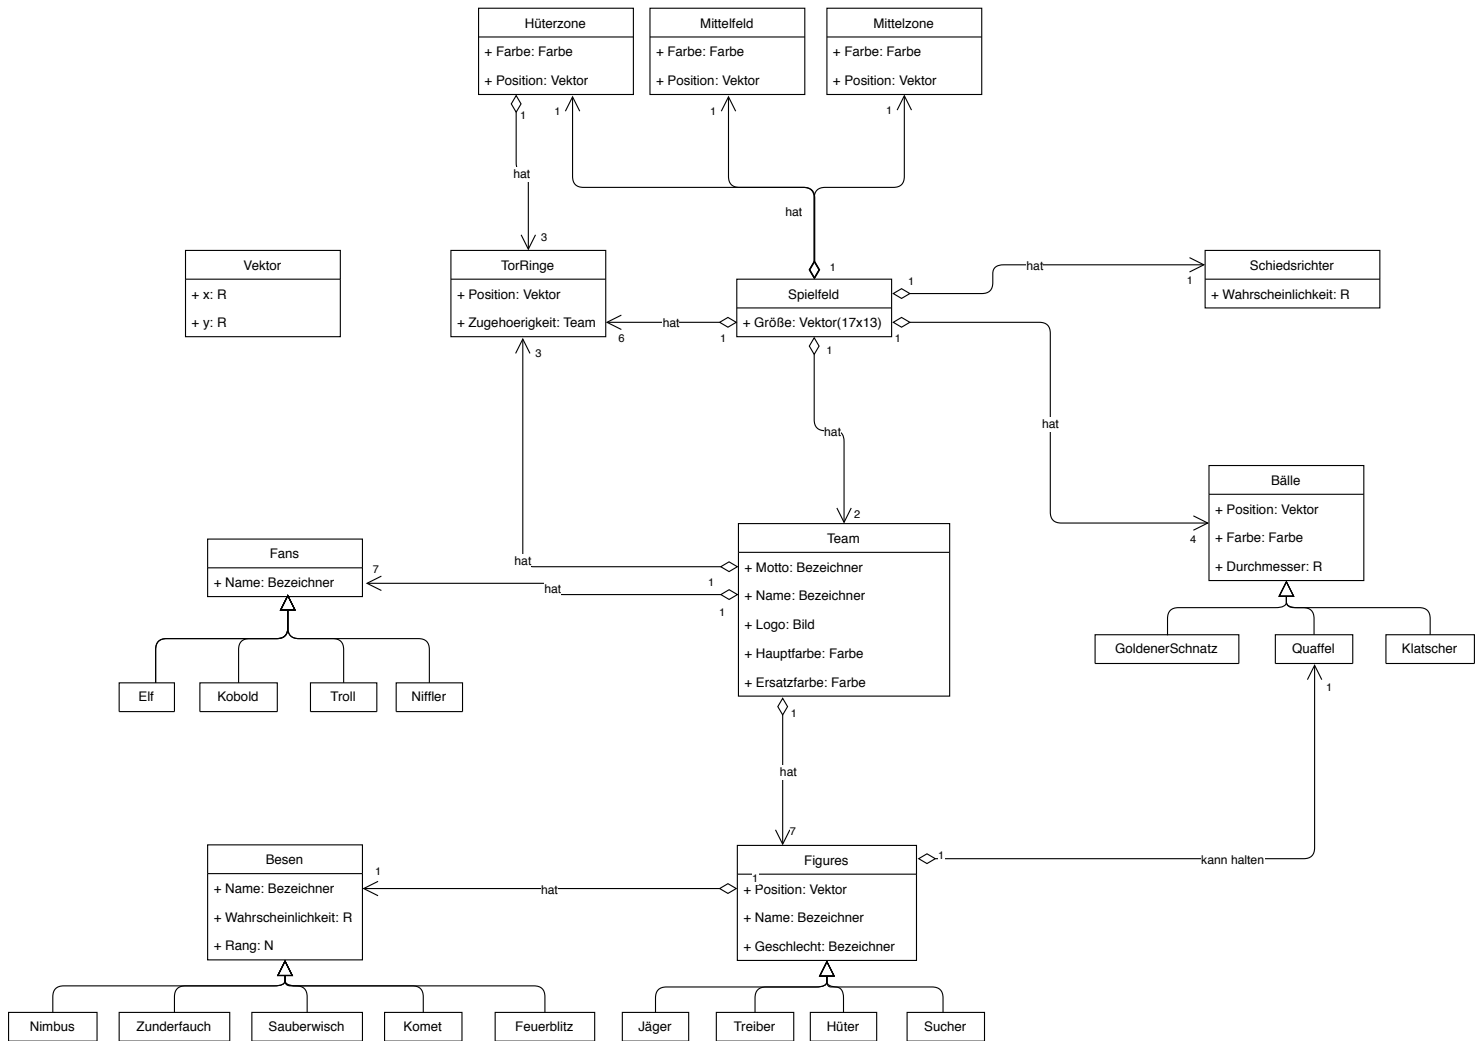 Hüterzone
+ Farbe: Farbe
+ Position: Vektor
Mittelfeld
+ Farbe: Farbe
+ Position: Vektor
Mittelzone
+ Farbe: Farbe
+ Position: Vektor
1
1
1
1
hat
hat
3
1
Vektor
+ x: R
+ y: R
TorRinge
+ Position: Vektor
+ Zugehoerigkeit: Team
Spielfeld
+ Größe: Vektor(17x13)
1
hat
1
Schiedsrichter
+ Wahrscheinlichkeit: R
hat
6
1
1
1
3
hat
hat
2
4
Bälle
+ Position: Vektor
+ Farbe: Farbe
+ Durchmesser: R
Team
+ Motto: Bezeichner
+ Name: Bezeichner
+ Logo: Bild
+ Hauptfarbe: Farbe
+ Ersatzfarbe: Farbe
Fans
+ Name: Bezeichner
7
hat
hat
1
1
GoldenerSchnatz
Quaffel
Klatscher
Elf
Kobold
Troll
Niffler
1
1
hat
7
Besen
+ Name: Bezeichner
+ Wahrscheinlichkeit: R
+ Rang: N
1
hat
1
Figures
+ Position: Vektor
+ Name: Bezeichner
+ Geschlecht: Bezeichner
1
kann halten
Nimbus
Zunderfauch
Sauberwisch
Komet
Feuerblitz
Jäger
Treiber
Hüter
Sucher